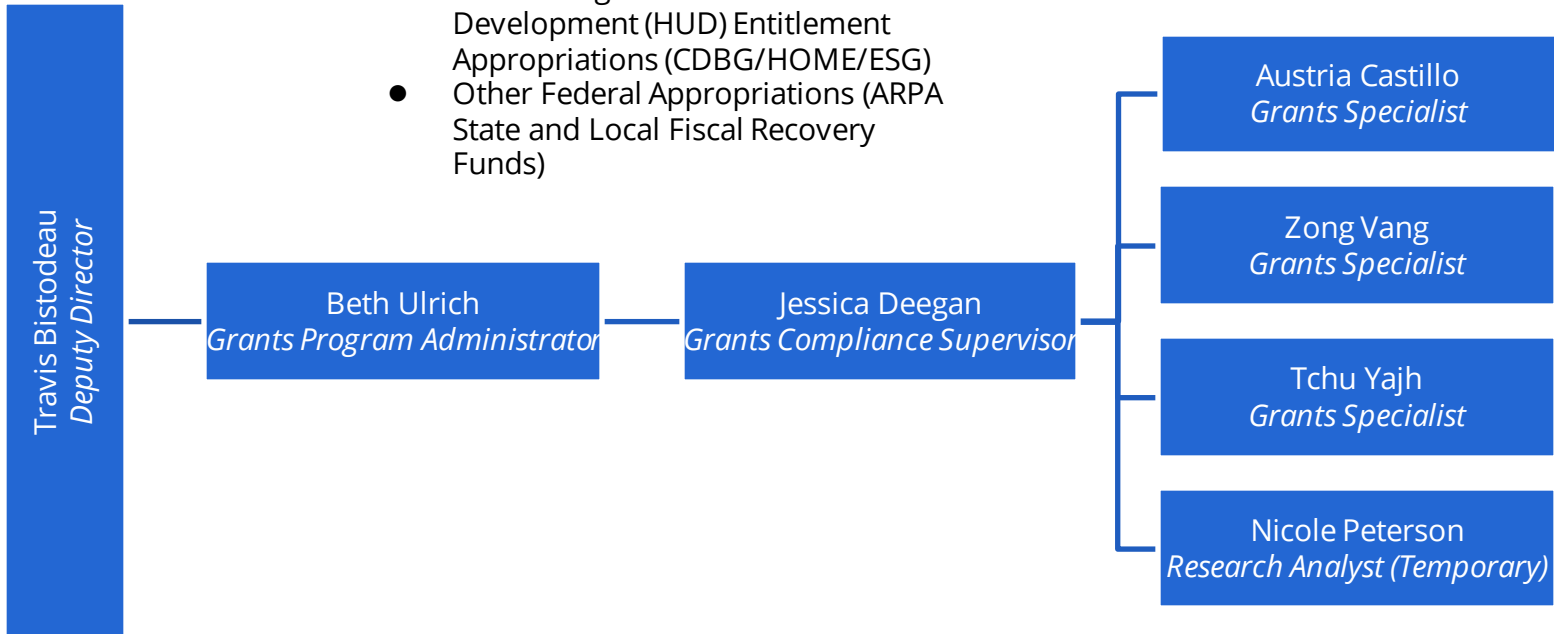 Development (HUD) Entitlement
Appropriations (CDBG/HOME/ESG)
● Other Federal Appropriations (ARPA
State and Local Fiscal Recovery
Funds)
Travis Bistodeau
Deputy Director
Beth Ulrich
Grants Program Administrator
Jessica Deegan
Grants Compliance Supervisor
Austria Castillo
Grants Specialist
Zong Vang
Grants Specialist
Tchu Yajh
Grants Specialist
Nicole Peterson
Research Analyst (Temporary)